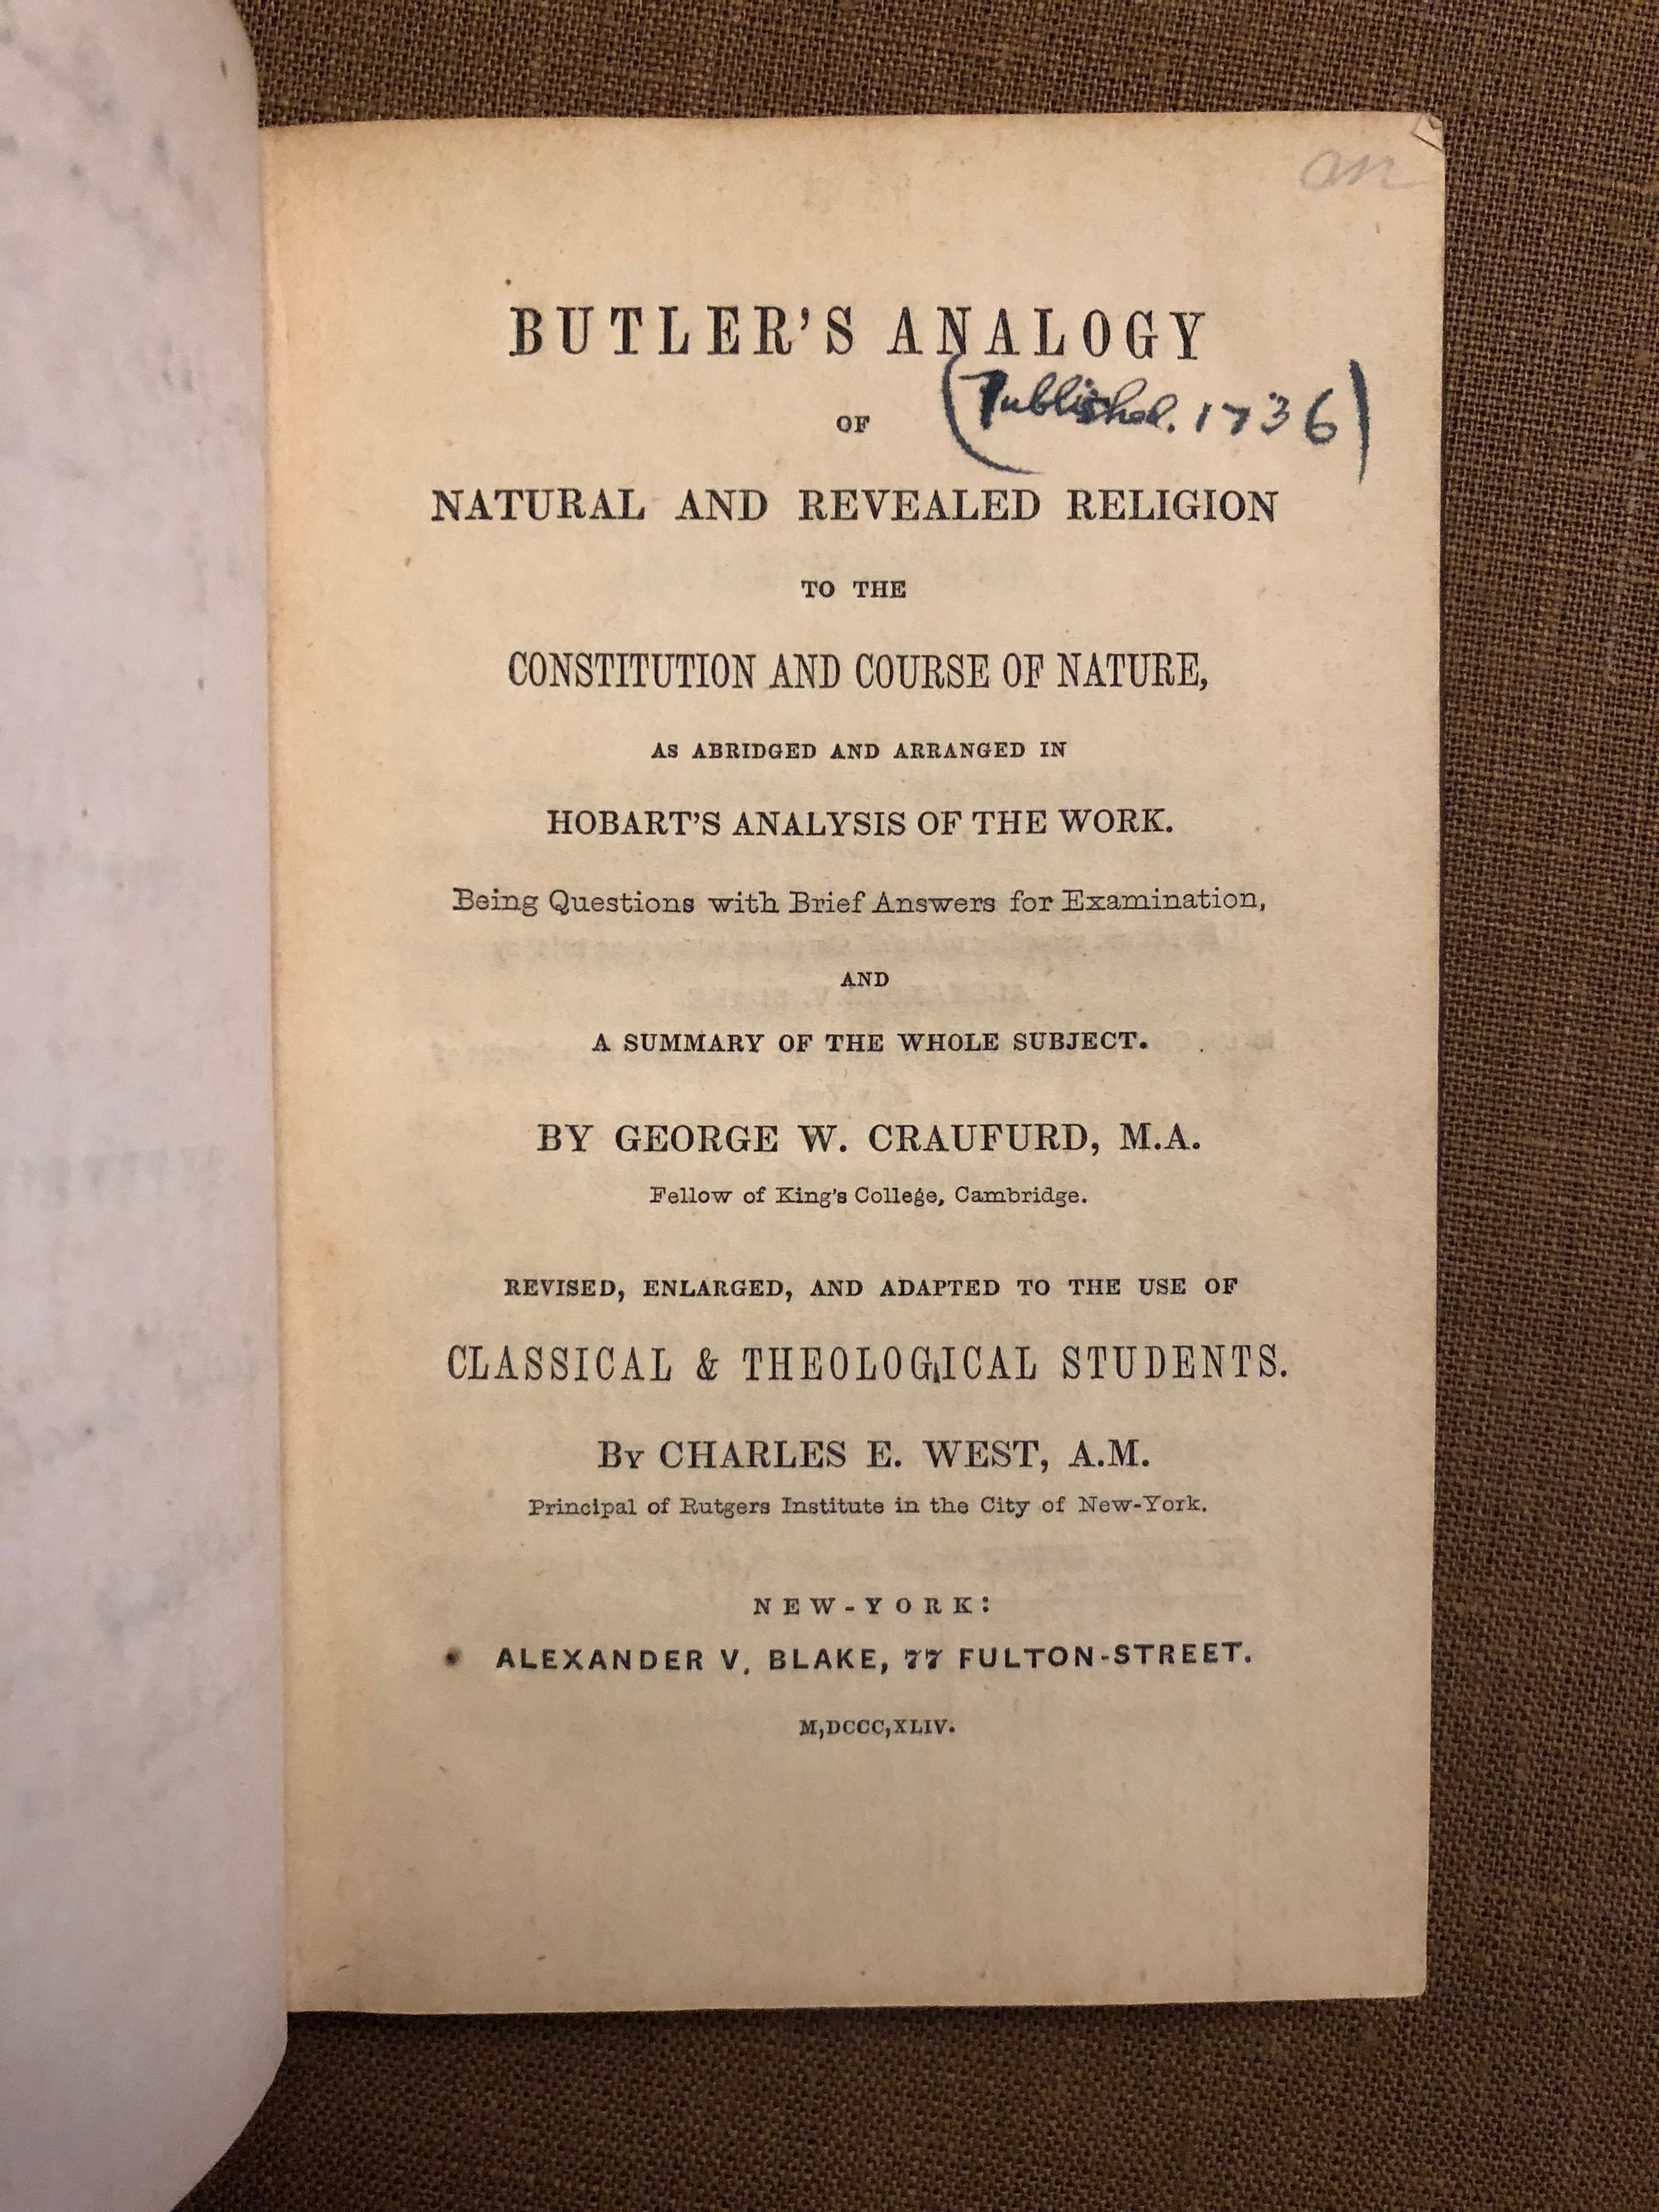 an
BUTLER'S ANALOGY
(Published. 1736)
OF
NATURAL AND REVEALED RELIGION
TO THE
CONSTITUTION AND COURSE OF NATURE,
AS ABRIDGED AND ARRANGED IN
HOBART'S ANALYSIS OF THE WORK.
Being Questions with Brief Answers for Examination,
AND
A SUMMARY OF THE WHOLE SUBJECT.
BY GEORGE W. CRAUFURD, M.A.
Fellow of King's College, Cambridge.
REVISED, ENLARGED, AND ADAPTED TO THE USE OF
CLASSICAL & THEOLOGICAL STUDENTS.
By CHARLES E. WEST, A.M.
Principal of Rutgers Institute in the City of New-York.
NEW-YORK:
ALEXANDER V. BLAKE, 77 FULTON-STREET.
M,DCCC,XLIV.